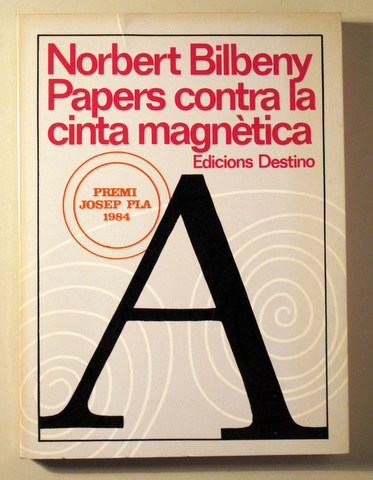 Norbert Bilbeny
Papers contra la
cinta magnètica
Edicions Destino
PREMI
JOSEP PLA
1984
A